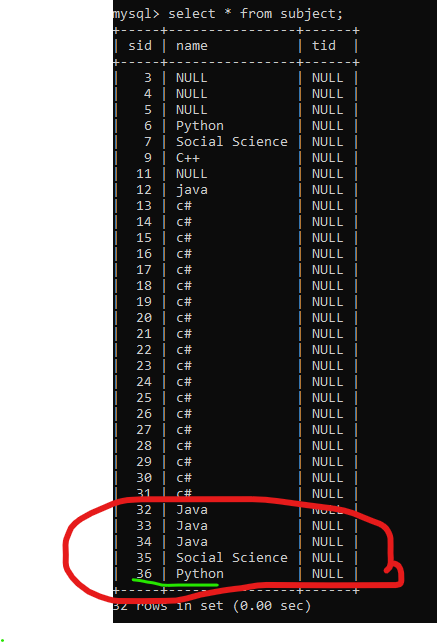 mysql> select * from subject;
+-----+----------------+------+
| sid | name           | tid  |
+-----+----------------+------+
|   3 | NULL           | NULL |
|   4 | NULL           | NULL |
|   5 | NULL           | NULL |
|   6 | Python         | NULL |
|   7 | Social Science | NULL |
|   9 | C++            | NULL |
|  11 | NULL           | NULL |
|  12 | java           | NULL |
|  13 | c#             | NULL |
|  14 | c#             | NULL |
|  15 | c#             | NULL |
|  16 | c#             | NULL |
|  17 | c#             | NULL |
|  18 | c#             | NULL |
|  19 | c#             | NULL |
|  20 | c#             | NULL |
|  21 | c#             | NULL |
|  22 | c#             | NULL |
|  23 | c#             | NULL |
|  24 | c#             | NULL |
|  25 | c#             | NULL |
|  26 | c#             | NULL |
|  27 | c#             | NULL |
|  28 | c#             | NULL |
|  29 | c#             | NULL |
|  30 | c#             | NULL |
|  31 | c#             | NULL |
|  32 | Java           | NULL |
|  33 | Java           | NULL |
|  34 | Java           | NULL |
|  35 | Social Science | NULL |
|  36 | Python         | NULL |
+-----+----------------+------+
32 rows in set (0.00 sec)